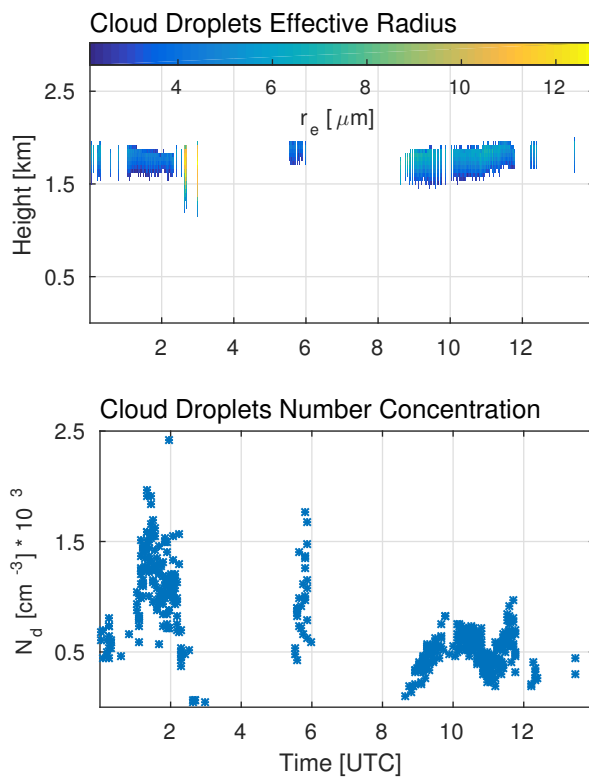 Cloud Droplets Effective Radius
4 6 8 10 12
r_e [ μm]
2.5
1.5
0.5
Height [km]
2 4 6 8 10 12
Cloud Droplets Number Concentration
2.5
1.5
0.5
N_d [cm^-3] * 10^3
2 4 6 8 10 12
Time [UTC]